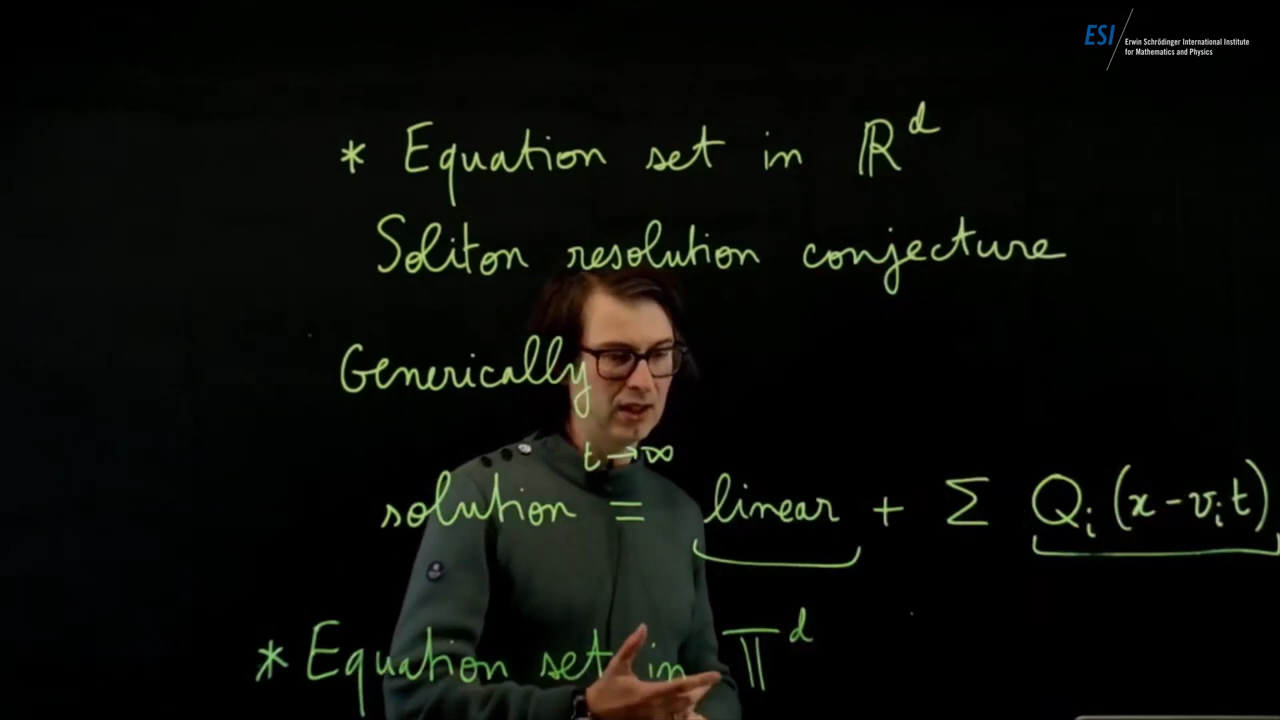 ESI Erwin Schrödinger International Institute
for Mathematics and Physics
* Equation set in ℝ^d
Soliton resolution conjecture
Generically
t→∞
solution = linear + Σ Q_i (x - v_i t)
* Equation set in 𝕋^d